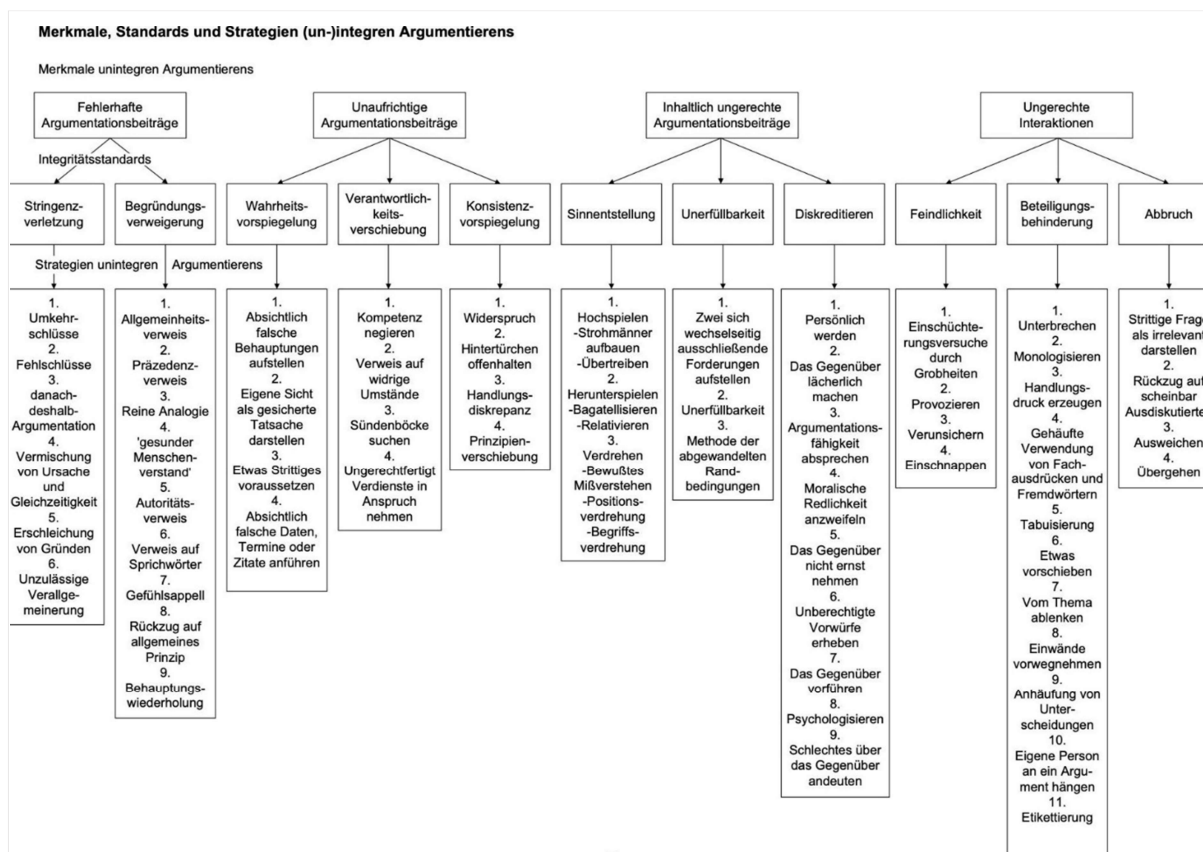 Merkmale, Standards und Strategien (un-)integren Argumentierens
Merkmale unintegren Argumentierens
Fehlerhafte
Argumentationsbeiträge
Unaufrichtige
Argumentationsbeiträge
Inhaltlich ungerechte
Argumentationsbeiträge
Ungerechte
Interaktionen
Integritätsstandards
Stringenz-
verletzung
Begründungs-
verweigerung
Wahrheits-
vorspiegelung
Verantwortlich-
keits-
verschiebung
Konsistenz-
vorspiegelung
Sinnentstellung
Unerfüllbarkeit
Diskreditieren
Feindlichkeit
Beteiligungs-
behinderung
Abbruch
Strategien unintegren Argumentierens
1.
Umkehr-
schlüsse
2.
Fehlschlüsse
3.
danach-
deshalb-
Argumentation
4.
Vermischung
von Ursache
und
Gleichzeitigkeit
5.
Erschleichung
von Gründen
6.
Unzulässige
Verallge-
meinerung
1.
Allgemeinheits-
verweis
2.
Präzedenz-
verweis
3.
Reine Analogie
4.
'gesunder
Menschen-
verstand'
5.
Autoritäts-
verweis
6.
Verweis auf
Sprichwörter
7.
Gefühlsappell
8.
Rückzug auf
allgemeines
Prinzip
9.
Behauptungs-
wiederholung
1.
Absichtlich
falsche
Behauptungen
aufstellen
2.
Eigene Sicht
als gesicherte
Tatsache
darstellen
3.
Etwas Strittiges
voraussetzen
4.
Absichtlich
falsche Daten,
Termine oder
Zitate anführen
1.
Kompetenz
negieren
2.
Verweis auf
widrige
Umstände
3.
Sündenböcke
suchen
4.
Ungerechtfertigt
Verdienste in
Anspruch
nehmen
1.
Widerspruch
2.
Hintertürchen
offenhalten
3.
Handlungs-
diskrepanz
4.
Prinzipien-
verschiebung
1.
Hochspielen
-Strohmänner
aufbauen
-Übertreiben
2.
Herunterspielen
-Bagatellisieren
-Relativieren
3.
Verdrehen
-Bewußtes
Mißverstehen
-Positions-
verdrehung
-Begriffs-
verdrehung
1.
Zwei sich
wechselseitig
ausschließende
Forderungen
aufstellen
2.
Unerfüllbarkeit
3.
Methode der
abgewandelten
Rand-
bedingungen
1.
Persönlich
werden
2.
Das Gegenüber
lächerlich
machen
3.
Argumentations-
fähigkeit
absprechen
4.
Moralische
Redlichkeit
anzweifeln
5.
Das Gegenüber
nicht ernst
nehmen
6.
Unberechtigte
Vorwürfe
erheben
7.
Das Gegenüber
vorführen
8.
Psychologisieren
9.
Schlechtes über
das Gegenüber
andeuten
1.
Einschüchte-
rungsversuche
durch
Grobheiten
2.
Provozieren
3.
Verunsichern
4.
Einschnappen
1.
Unterbrechen
2.
Monologisieren
3.
Handlungs-
druck erzeugen
4.
Gehäufte
Verwendung
von Fach-
ausdrücken und
Fremdwörtern
5.
Tabuisierung
6.
Etwas
vorschieben
7.
Vom Thema
ablenken
8.
Einwände
vorwegnehmen
9.
Anhäufung von
Unter-
scheidungen
10.
Eigene Person
an ein Argu-
ment hängen
11.
Etikettierung
1.
Strittige Frage
als irrelevant
darstellen
2.
Rückzug auf
scheinbar
Ausdiskutierte
3.
Ausweichen
4.
Übergehen